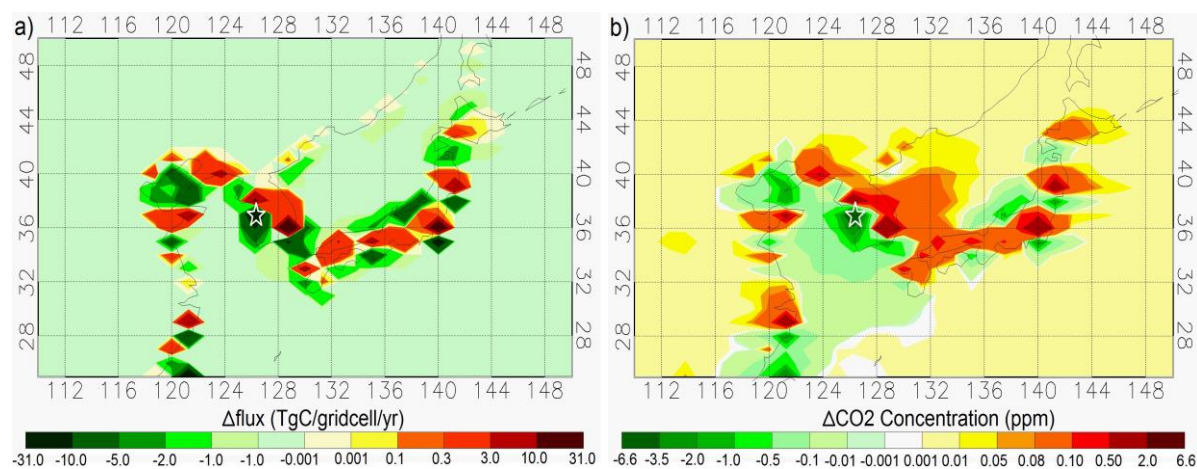 a) 112 116 120 124 128 132 136 140 144 148
48 48
44 44
40 40
36 36
32 32
28 28
112 116 120 124 128 132 136 140 144 148
Δflux (TgC/gridcell/yr)
-31.0 -10.0 -5.0 -2.0 -1.0 -1.0 -0.001 0.001 0.1 0.3 3.0 10.0 31.0
b) 112 116 120 124 128 132 136 140 144 148
48 48
44 44
40 40
36 36
32 32
28 28
112 116 120 124 128 132 136 140 144 148
ΔCO2 Concentration (ppm)
-6.6 -3.5 -2.0 -1.0 -0.5 -0.1 -0.01 -0.001 0.001 0.01 0.05 0.08 0.10 0.50 2.0 6.6